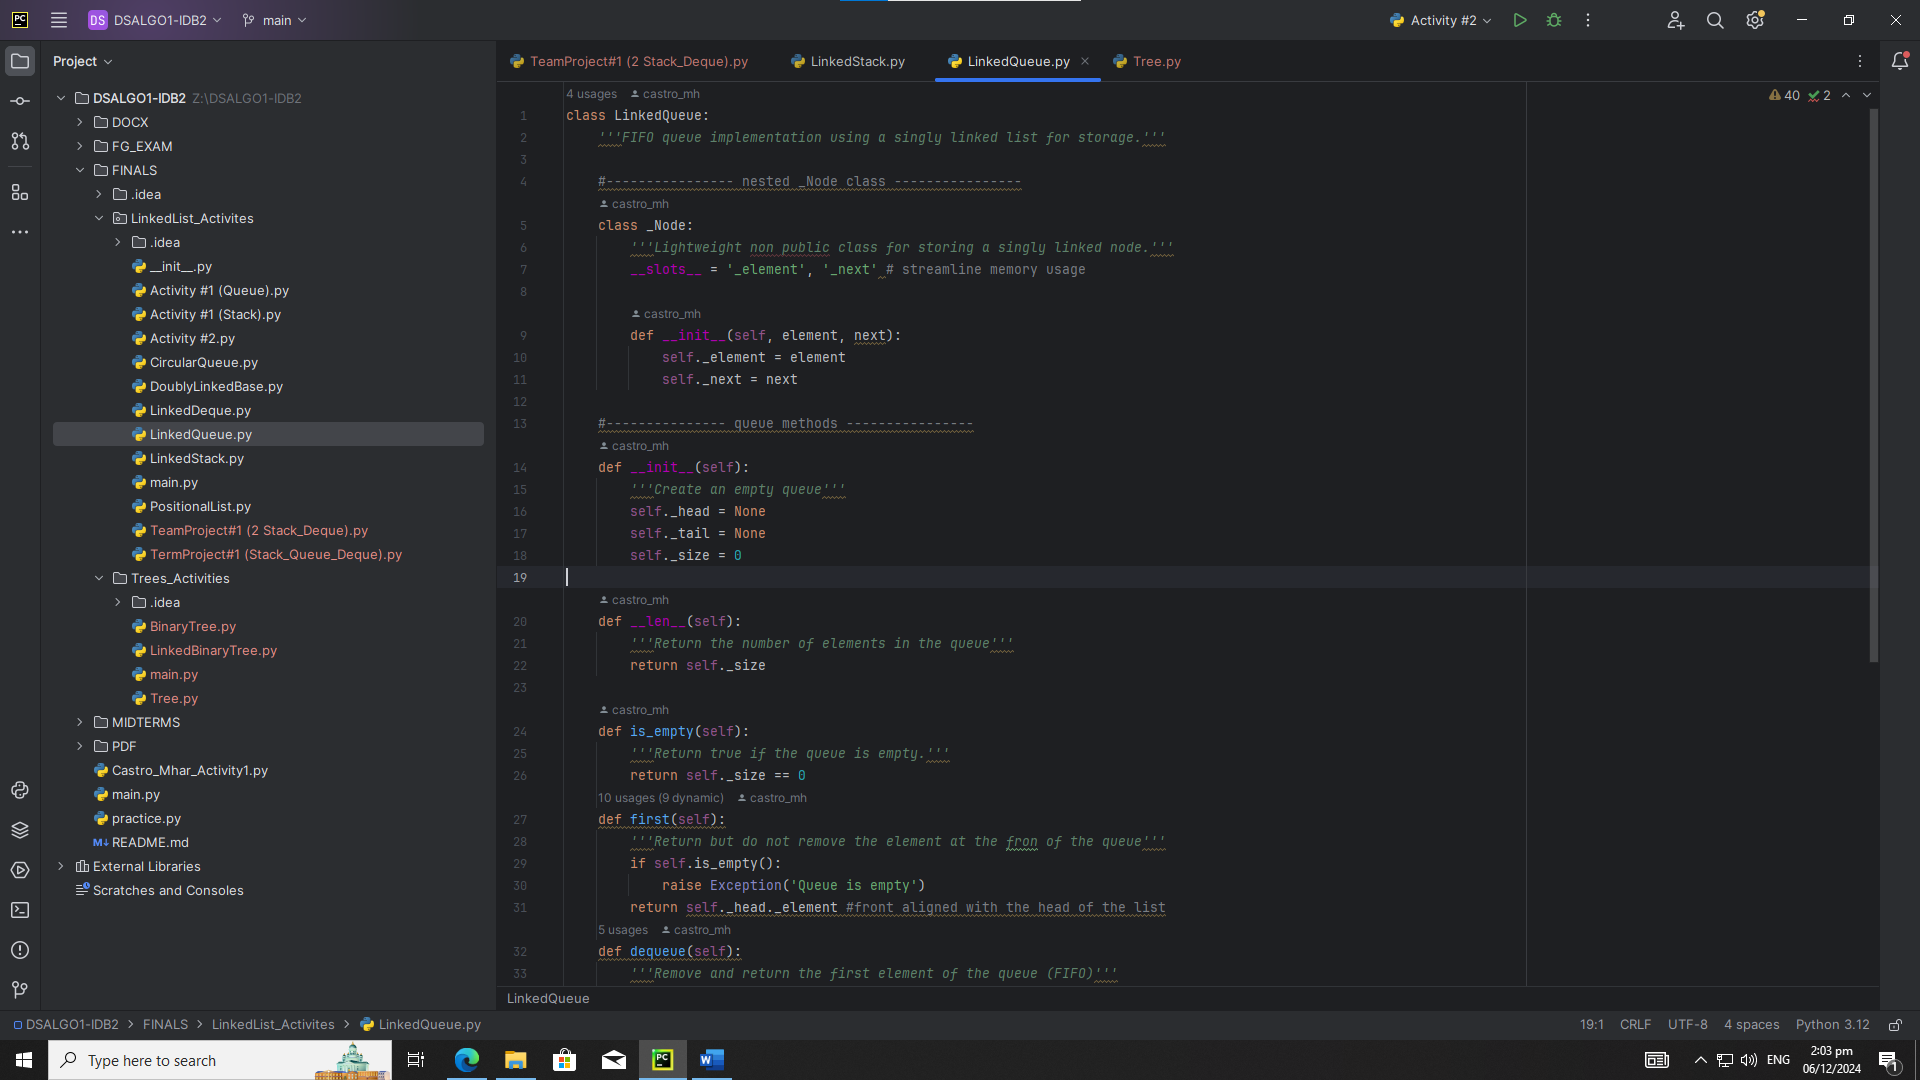 PC
DS DSALGO1-IDB2
main
Activity #2
Project
DSALGO1-IDB2 Z:\DSALGO1-IDB2
DOCX
FG_EXAM
FINALS
.idea
LinkedList_Activites
.idea
__init__.py
Activity #1 (Queue).py
Activity #1 (Stack).py
Activity #2.py
CircularQueue.py
DoublyLinkedBase.py
LinkedDeque.py
LinkedQueue.py
LinkedStack.py
main.py
PositionalList.py
TeamProject#1 (2 Stack_Deque).py
TermProject#1 (Stack_Queue_Deque).py
Trees_Activities
.idea
BinaryTree.py
LinkedBinaryTree.py
main.py
Tree.py
MIDTERMS
PDF
Castro_Mhar_Activity1.py
main.py
practice.py
M↓ README.md
External Libraries
Scratches and Consoles
TeamProject#1 (2 Stack_Deque).py
LinkedStack.py
LinkedQueue.py
Tree.py
40 2
4 usages castro_mh
1 class LinkedQueue:
2 '''FIFO queue implementation using a singly linked list for storage.'''
3
4 #---------------- nested _Node class ----------------
castro_mh
5 class _Node:
6 '''Lightweight non public class for storing a singly linked node.'''
7 __slots__ = '_element', '_next' # streamline memory usage
8
castro_mh
9 def __init__(self, element, next):
10 self._element = element
11 self._next = next
12
13 #--------------- queue methods ----------------
castro_mh
14 def __init__(self):
15 '''Create an empty queue'''
16 self._head = None
17 self._tail = None
18 self._size = 0
19
castro_mh
20 def __len__(self):
21 '''Return the number of elements in the queue'''
22 return self._size
23
castro_mh
24 def is_empty(self):
25 '''Return true if the queue is empty.'''
26 return self._size == 0
10 usages (9 dynamic) castro_mh
27 def first(self):
28 '''Return but do not remove the element at the fron of the queue'''
29 if self.is_empty():
30 raise Exception('Queue is empty')
31 return self._head._element #front aligned with the head of the list
5 usages castro_mh
32 def dequeue(self):
33 '''Remove and return the first element of the queue (FIFO)'''
LinkedQueue
DSALGO1-IDB2 > FINALS > LinkedList_Activites > LinkedQueue.py
19:1 CRLF UTF-8 4 spaces Python 3.12
Type here to search
PC
W
ENG
2:03 pm
06/12/2024
1